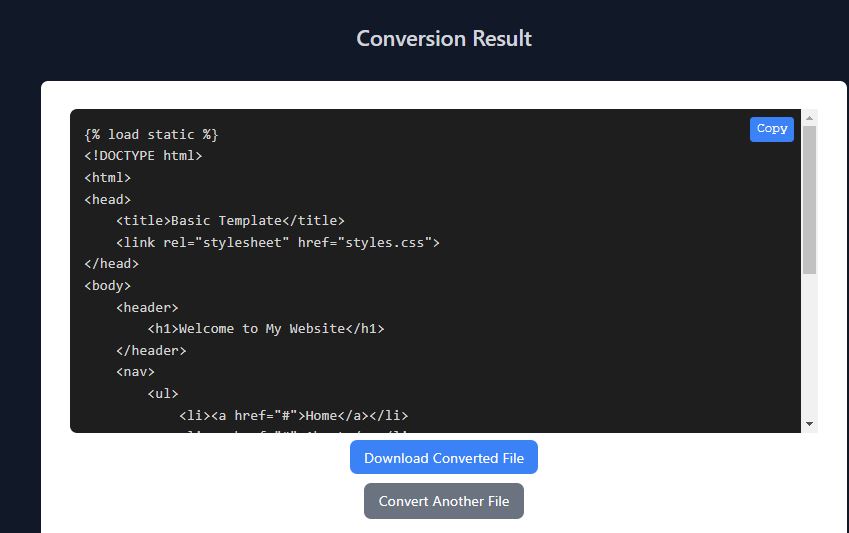 Conversion Result
Copy
{% load static %}
<!DOCTYPE html>
<html>
<head>
    <title>Basic Template</title>
    <link rel="stylesheet" href="styles.css">
</head>
<body>
    <header>
        <h1>Welcome to My Website</h1>
    </header>
    <nav>
        <ul>
            <li><a href="#">Home</a></li>
Download Converted File
Convert Another File